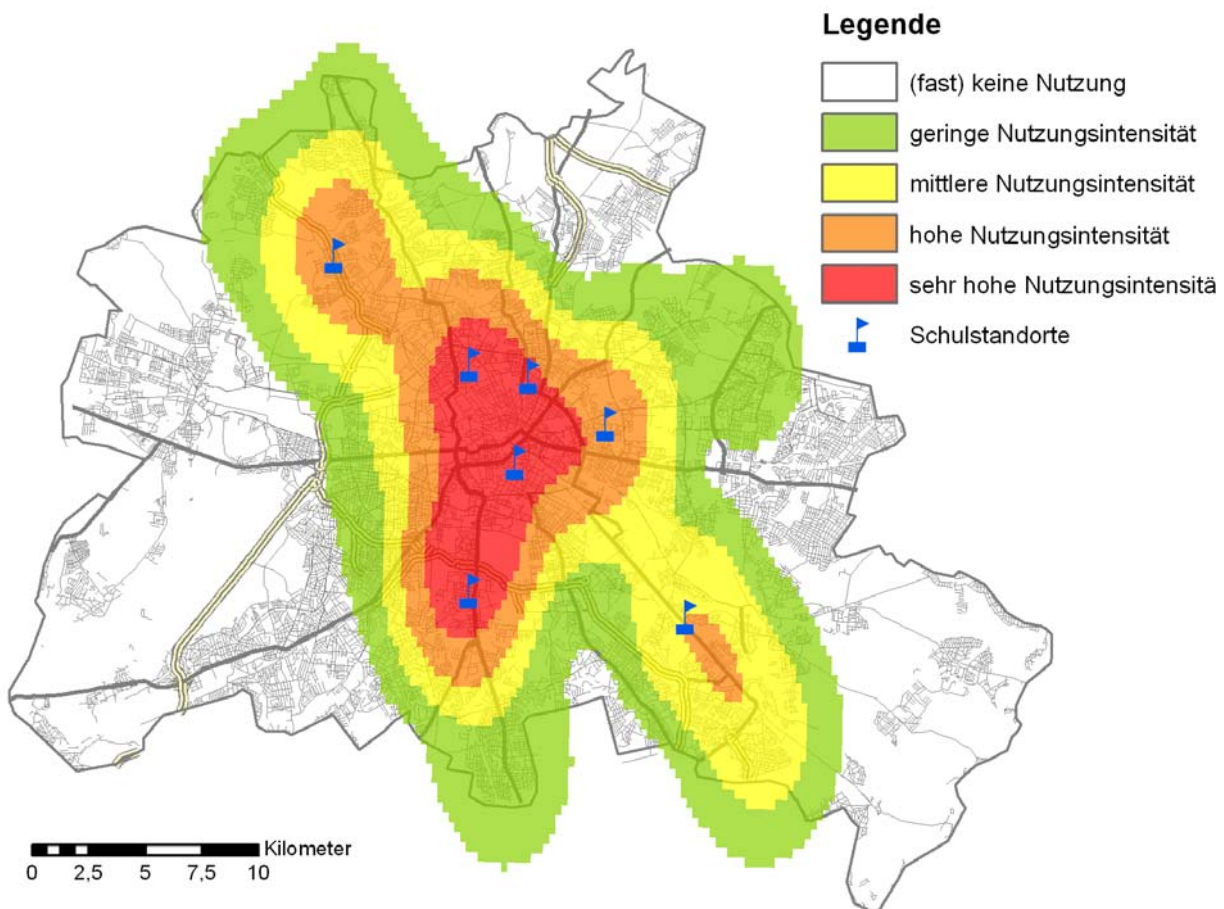 Legende
(fast) keine Nutzung
geringe Nutzungsintensität
mittlere Nutzungsintensität
hohe Nutzungsintensität
sehr hohe Nutzungsintensitä
Schulstandorte
Kilometer
0 2,5 5 7,5 10